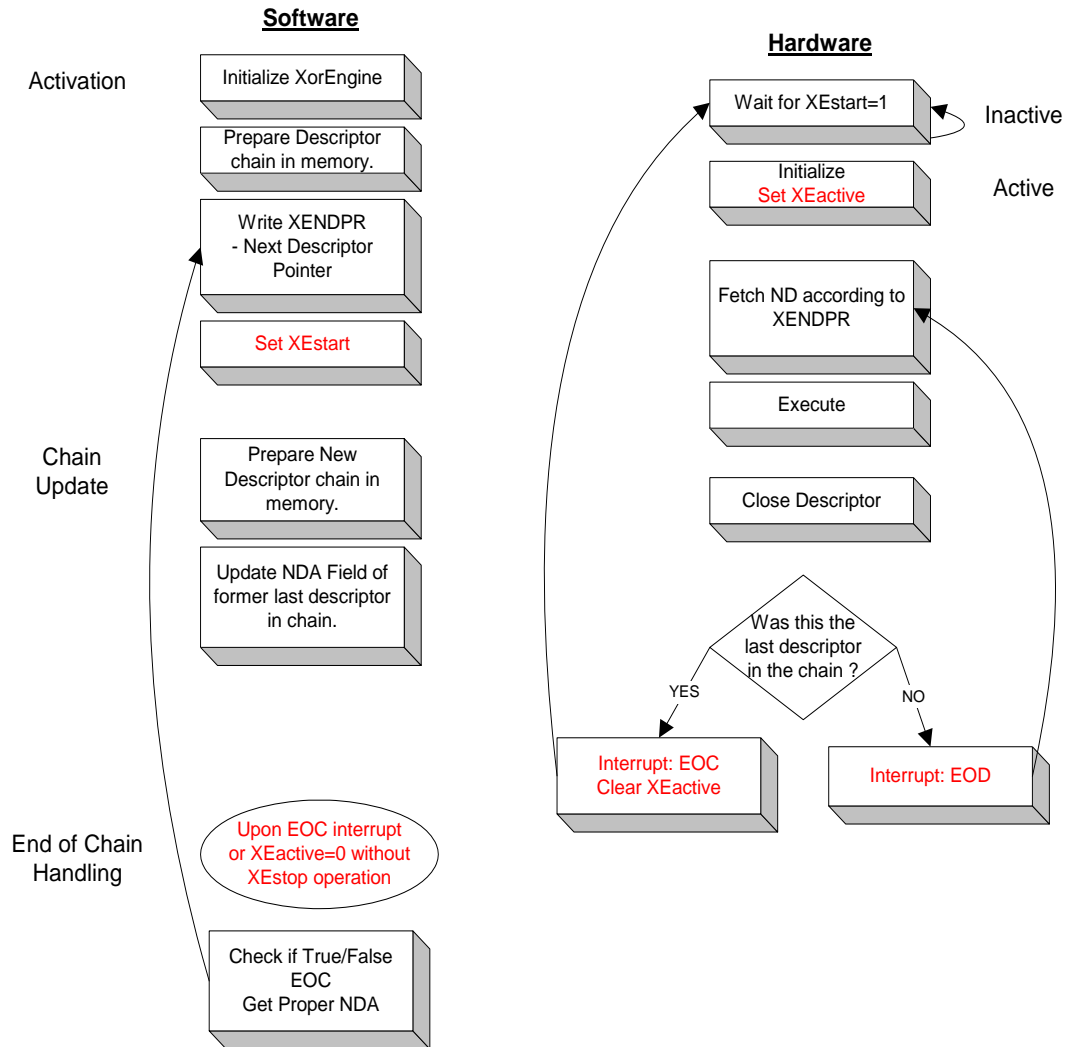 Software
Activation
Initialize XorEngine
Prepare Descriptor
chain in memory.
Write XENDPR
- Next Descriptor
Pointer
Set XEstart
Chain
Update
Prepare New
Descriptor chain in
memory.
Update NDA Field of
former last descriptor
in chain.
End of Chain
Handling
Upon EOC interrupt
or XEactive=0 without
XEstop operation
Check if True/False
EOC
Get Proper NDA
Hardware
Wait for XEstart=1
Inactive
Initialize
Set XEactive
Active
Fetch ND according to
XENDPR
Execute
Close Descriptor
Was this the
last descriptor
in the chain ?
YES
NO
Interrupt: EOC
Clear XEactive
Interrupt: EOD